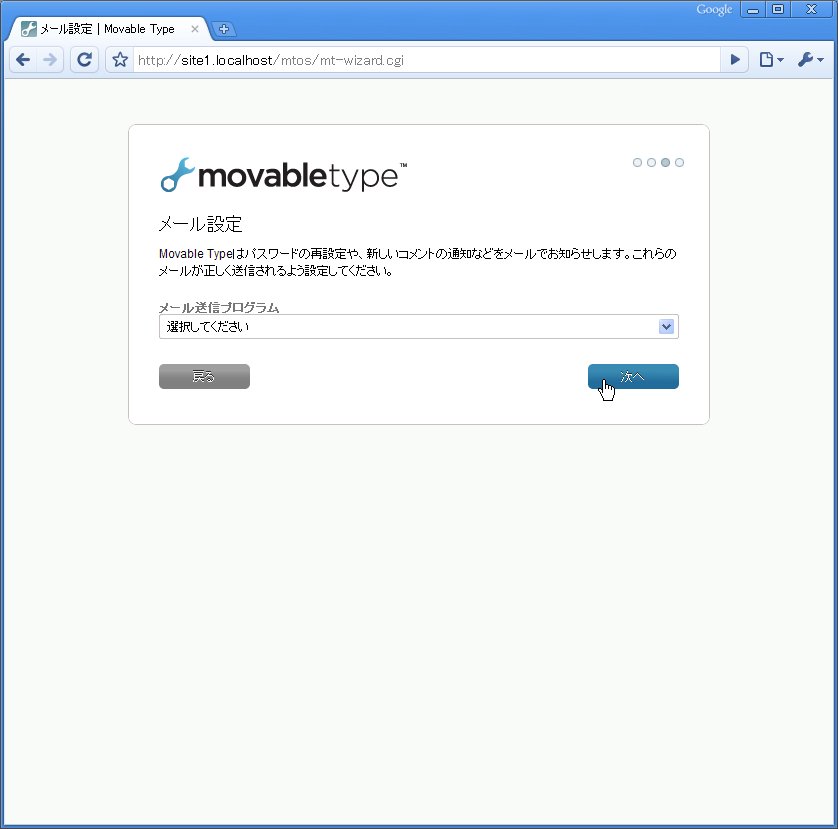 Google
メール設定 | Movable Type
http://site1.localhost/mtos/mt-wizard.cgi
movabletype™
メール設定
Movable Typeはパスワードの再設定や、新しいコメントの通知などをメールでお知らせします。これらの
メールが正しく送信されるよう設定してください。
メール送信プログラム
選択してください
戻る
次へ